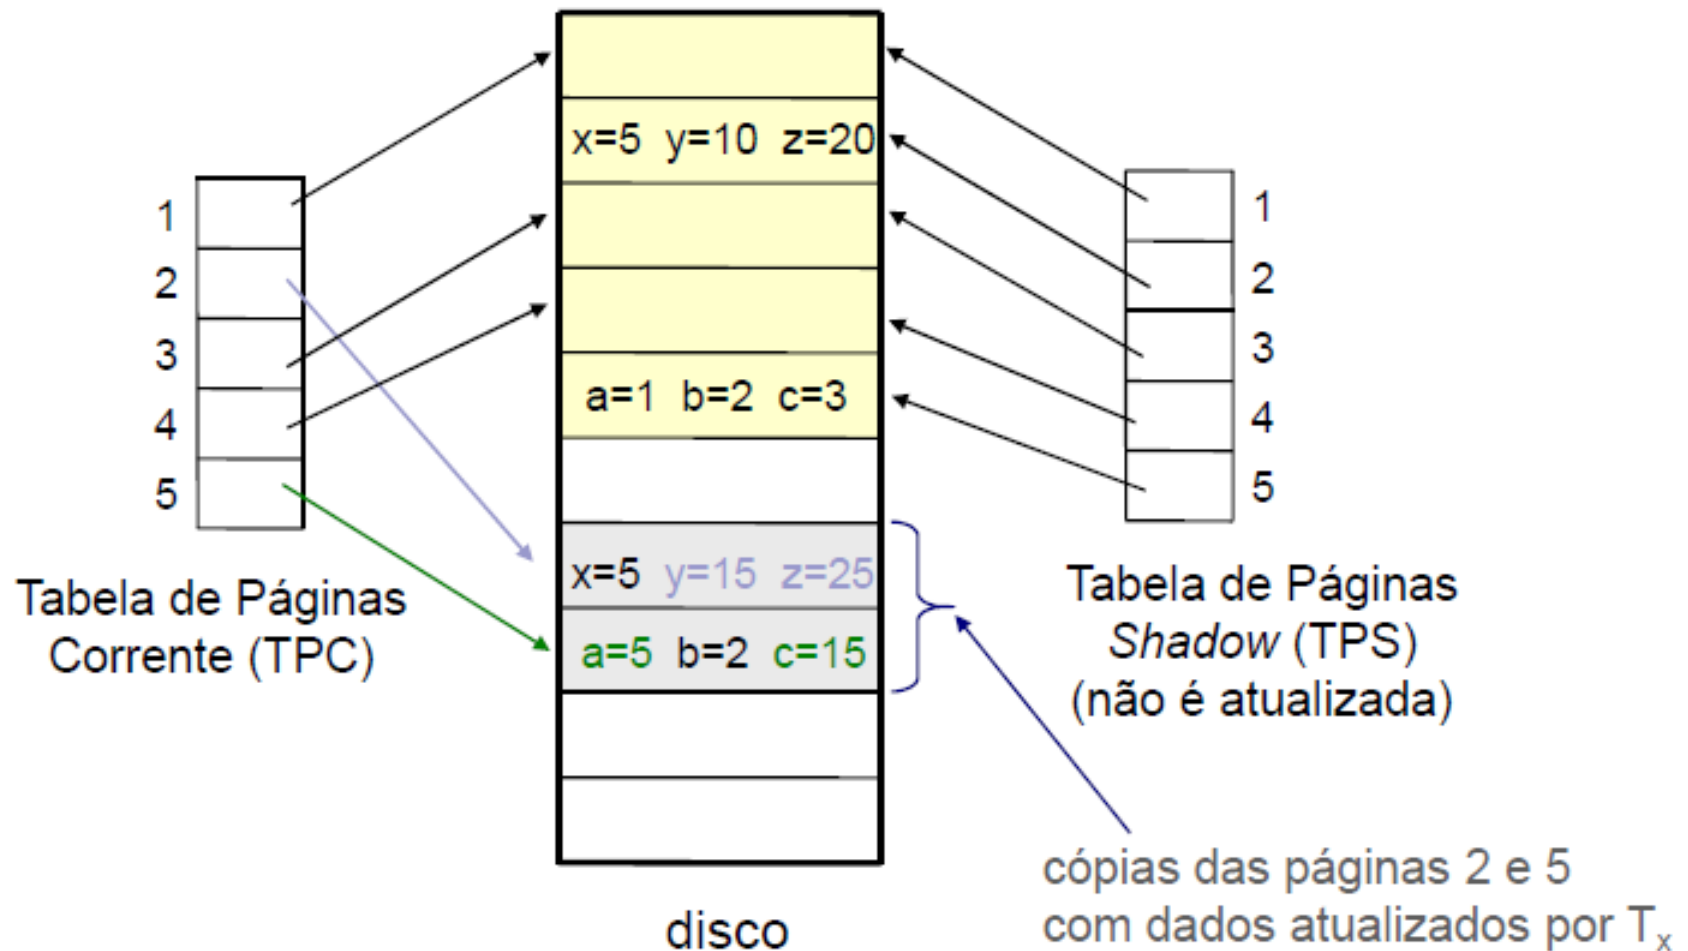 x=5 y=10 z=20
a=1 b=2 c=3
x=5 y=15 z=25
a=5 b=2 c=15
disco
1
2
3
4
5
Tabela de Páginas
Corrente (TPC)
1
2
3
4
5
Tabela de Páginas
Shadow (TPS)
(não é atualizada)
cópias das páginas 2 e 5
com dados atualizados por Tx